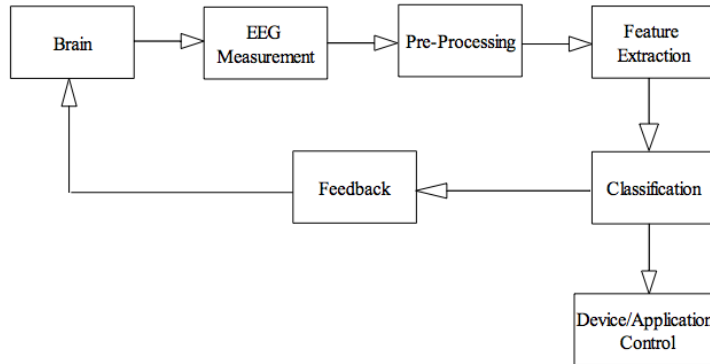 Brain
EEG
Measurement
Pre-Processing
Feature
Extraction
Feedback
Classification
Device/Application
Control